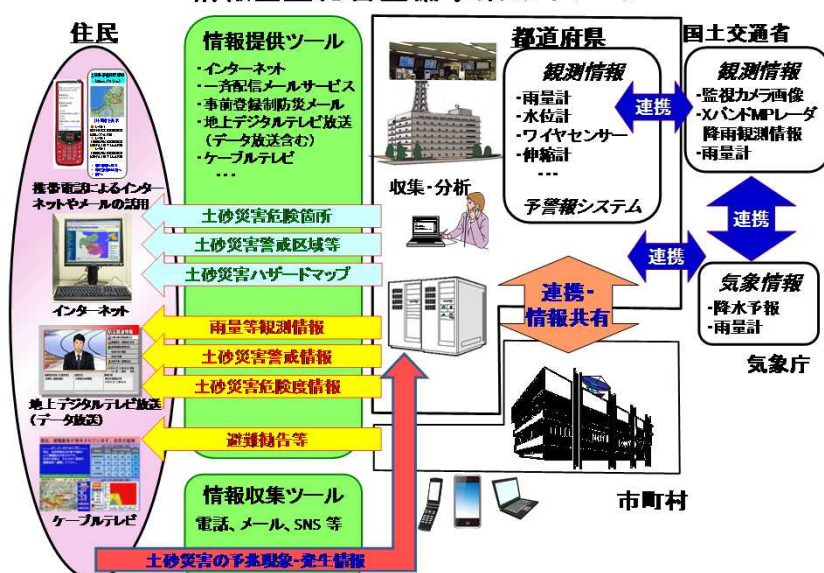 住民
携帯電話によるインター
ネットやメールの活用
インターネット
地上デジタルテレビ放送
(データ放送)
ケーブルテレビ
情報提供ツール
・インターネット
・一斉配信メールサービス
・事前登録制防災メール
・地上デジタルテレビ放送
(データ放送含む)
・ケーブルテレビ
・・・
土砂災害危険箇所
土砂災害警戒区域等
土砂災害ハザードマップ
雨量等観測情報
土砂災害警戒情報
土砂災害危険度情報
避難勧告等
情報収集ツール
電話、メール、SNS 等
土砂災害の予兆現象・発生情報
都道府県
収集・分析
観測情報
・雨量計
・水位計
・ワイヤセンサー
・伸縮計
・・・
予警報システム
連携
国土交通省
観測情報
・監視カメラ画像
・XバンドMPレーダ
降雨観測情報
・雨量計
連携
連携
気象情報
・降水予報
・雨量計
気象庁
連携・
情報共有
市町村